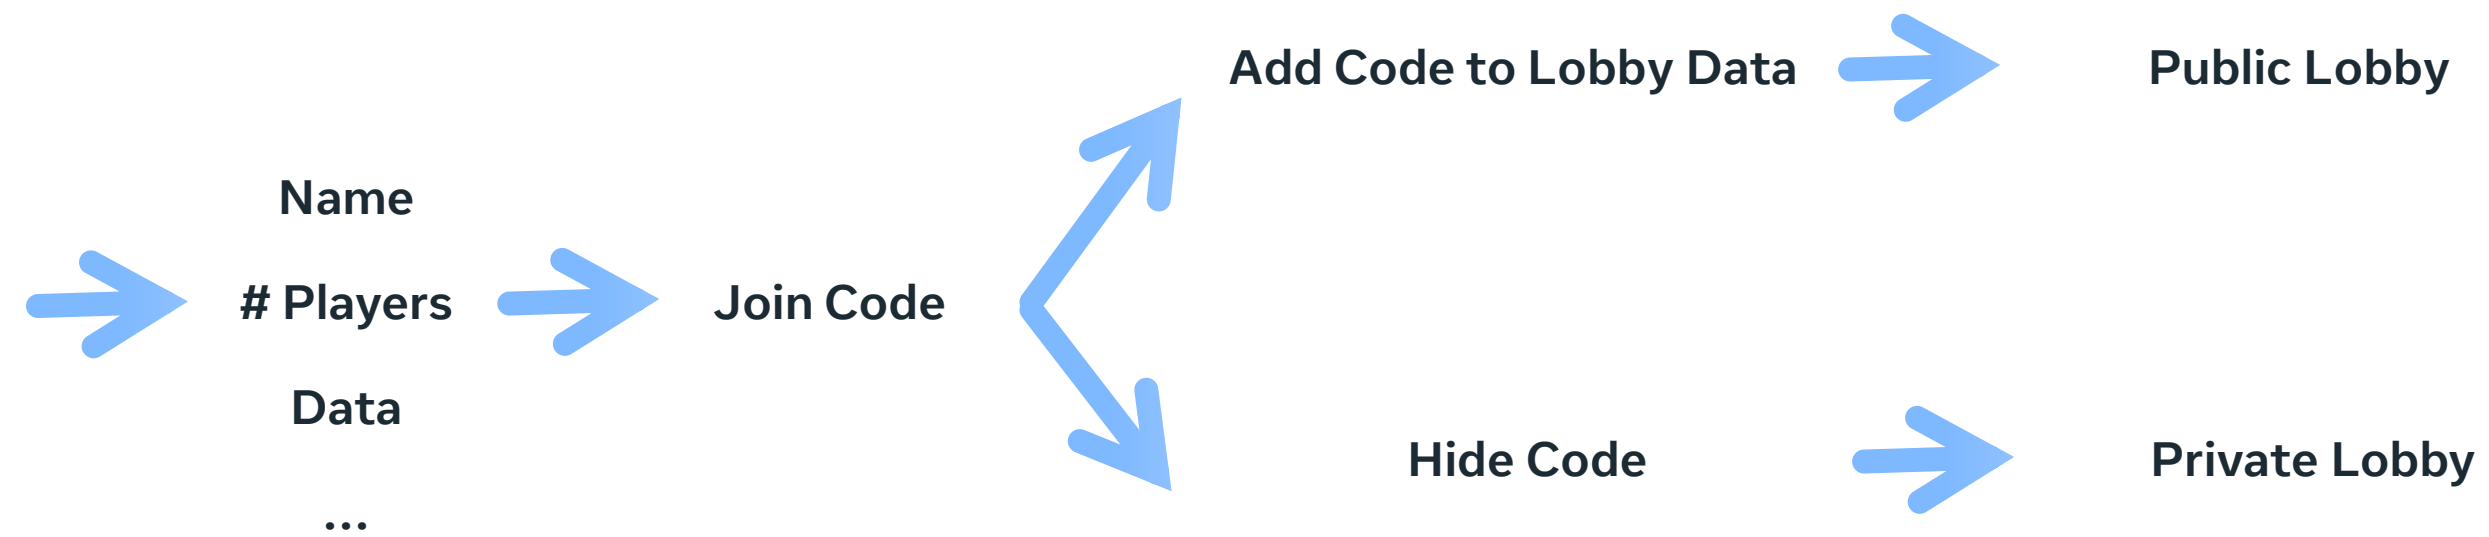 Name
# Players
Data
...
Join Code
Add Code to Lobby Data
Public Lobby
Hide Code
Private Lobby